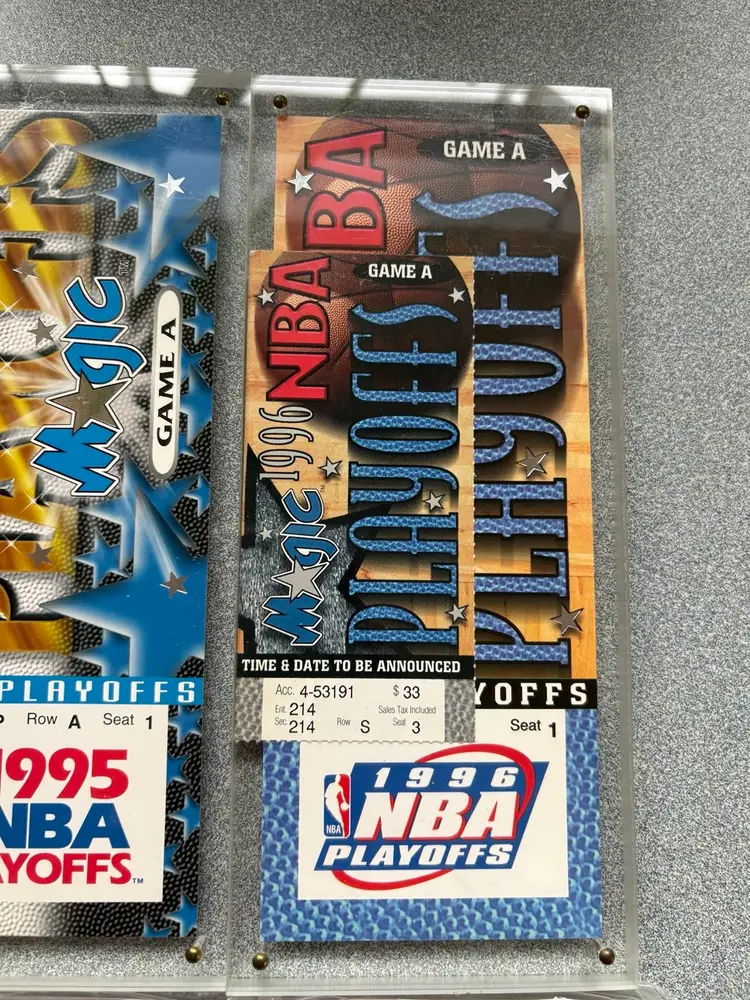 Magic
GAME A
PLAYOFFS
Row A Seat 1
1995
NBA
YOFFS™
GAME A
NBA
PLAYOFFS
YOFFS
Seat 1
1996
NBA
NBA
PLAYOFFS
GAME A
1996 NBA
PLAYOFFS
Magic
TIME & DATE TO BE ANNOUNCED
Acc. 4-53191 $ 33
Ent. 214 Sales Tax Included
Sec. 214 Row S Seat 3